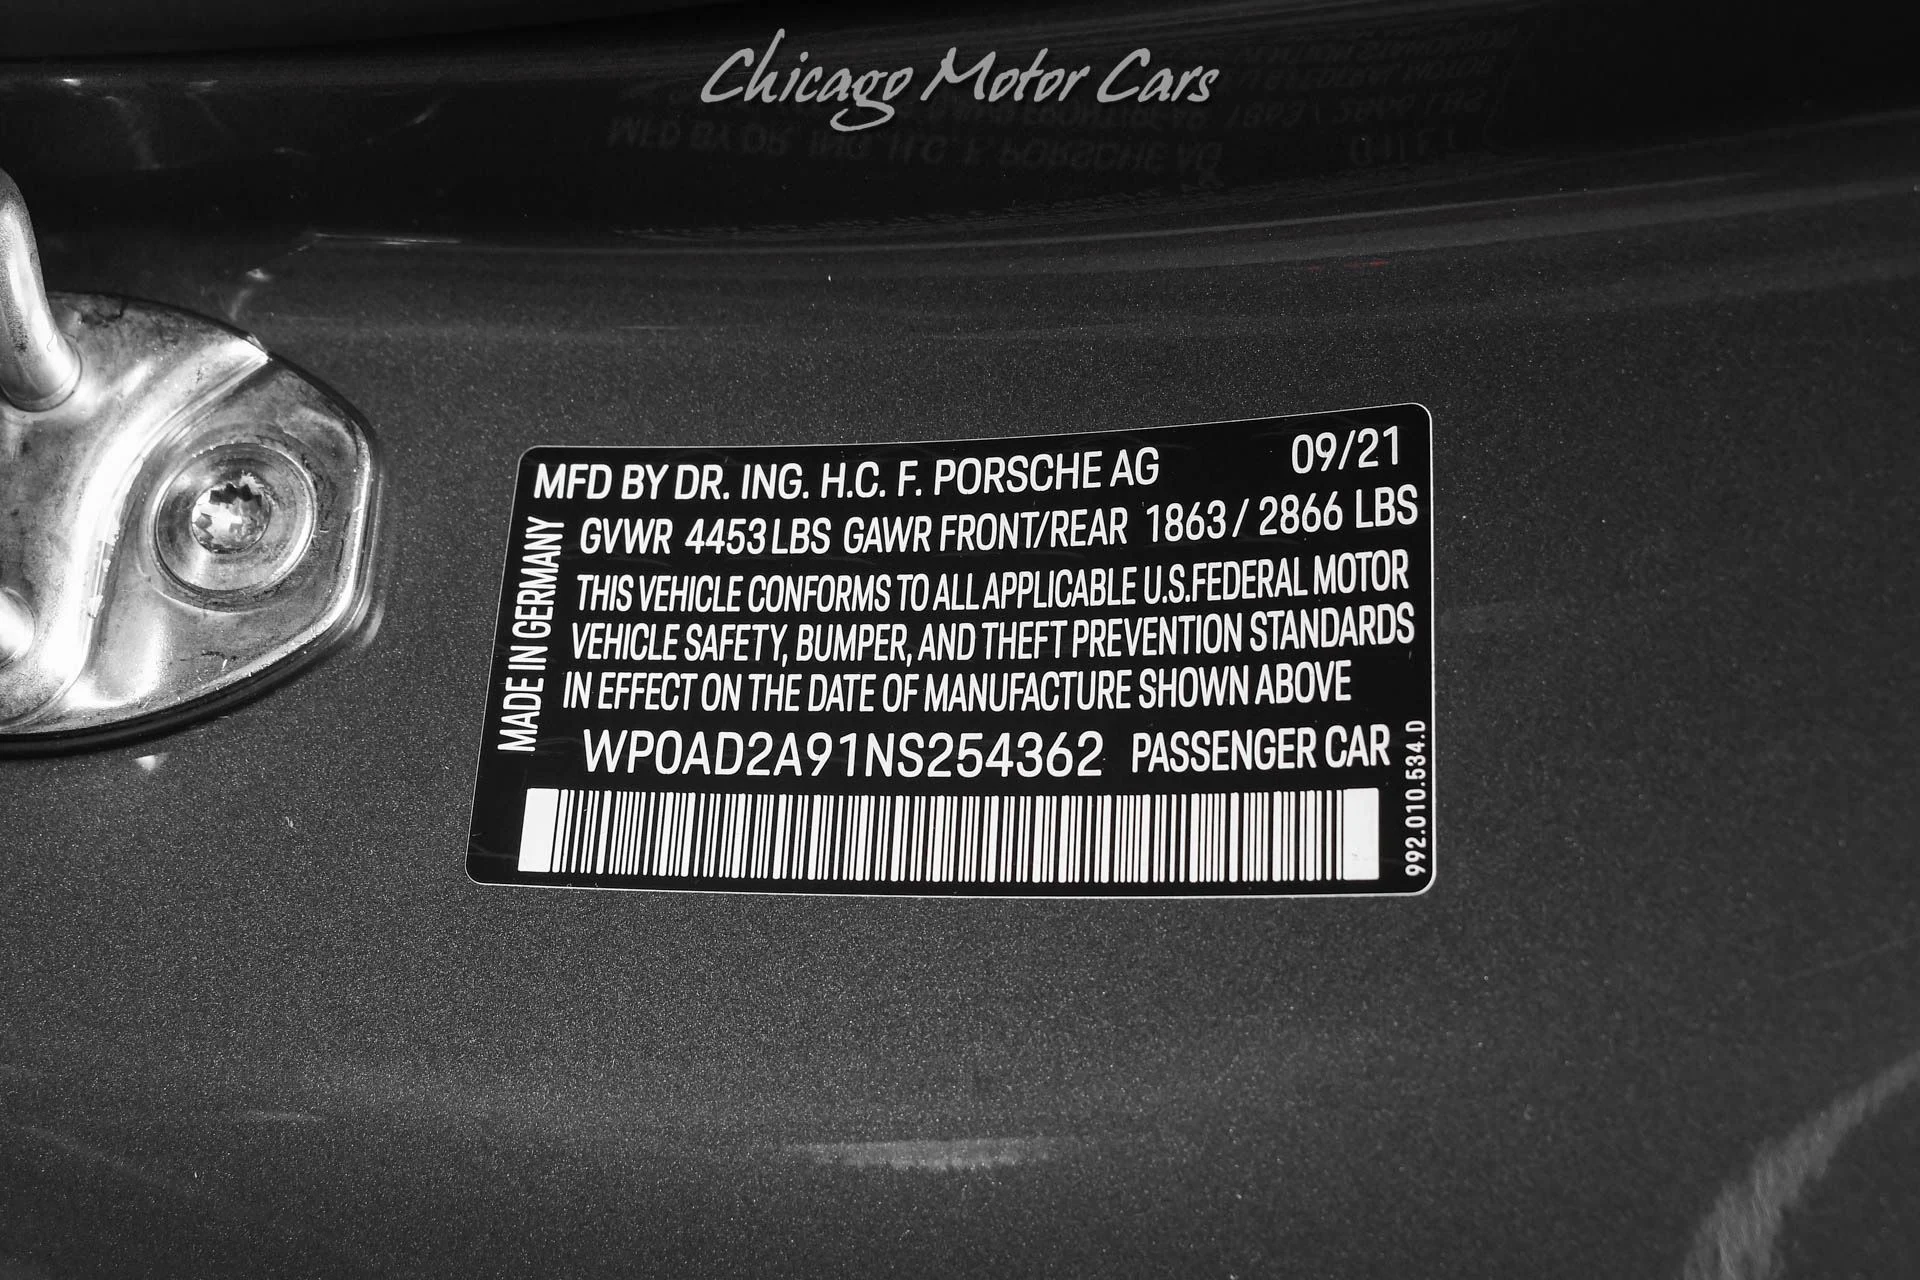 Chicago Motor Cars
MFD BY DR. ING. H.C. F. PORSCHE AG 09/21
GVWR 4453 LBS GAWR FRONT/REAR 1863 / 2866 LBS
THIS VEHICLE CONFORMS TO ALL APPLICABLE U.S.FEDERAL MOTOR
VEHICLE SAFETY, BUMPER, AND THEFT PREVENTION STANDARDS
IN EFFECT ON THE DATE OF MANUFACTURE SHOWN ABOVE
WP0AD2A91NS254362 PASSENGER CAR
MADE IN GERMANY
992.010.534.D